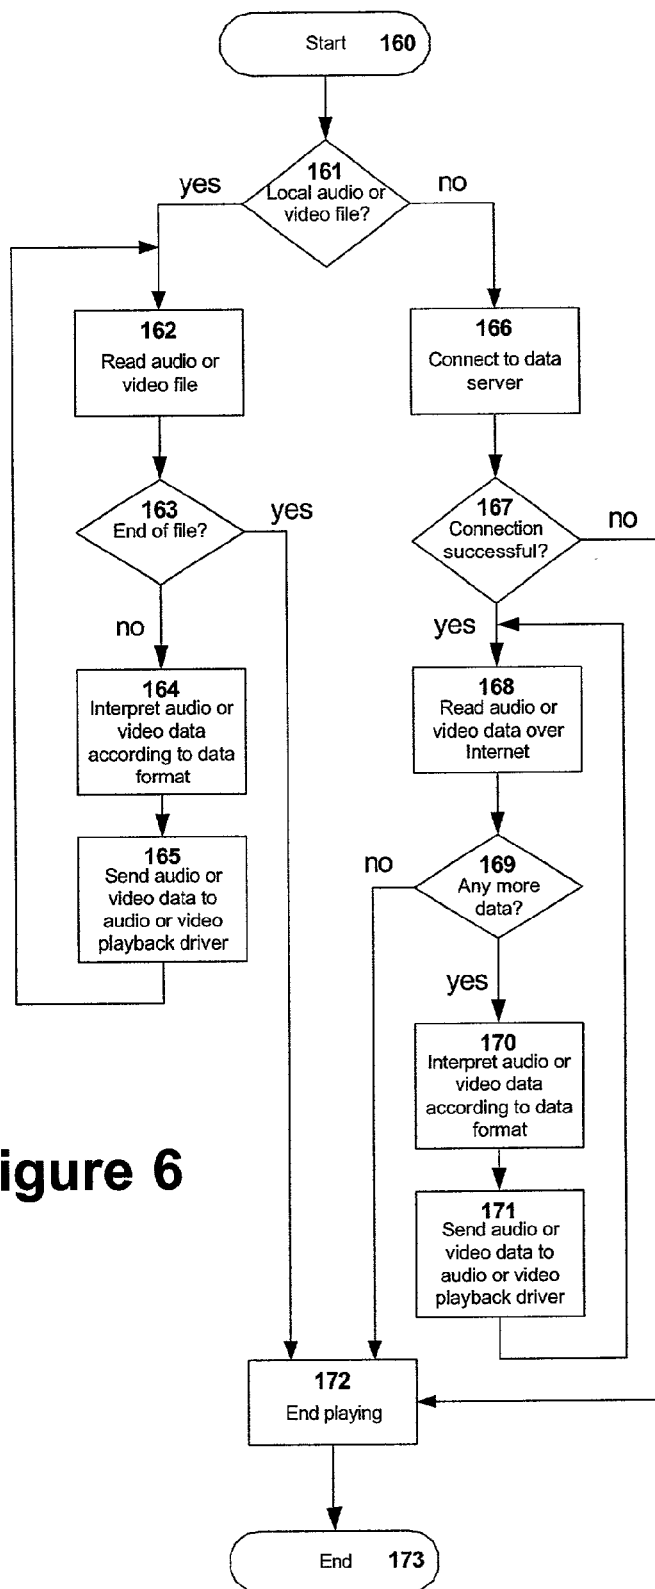 Start 160
161
Local audio or
video file?
yes
no
162
Read audio or
video file
163
End of file?
yes
no
164
Interpret audio or
video data
according to data
format
165
Send audio or
video data to
audio or video
playback driver
166
Connect to data
server
167
Connection
successful?
no
yes
168
Read audio or
video data over
Internet
169
Any more
data?
no
yes
170
Interpret audio or
video data
according to data
format
171
Send audio or
video data to
audio or video
playback driver
172
End playing
End 173
igure 6